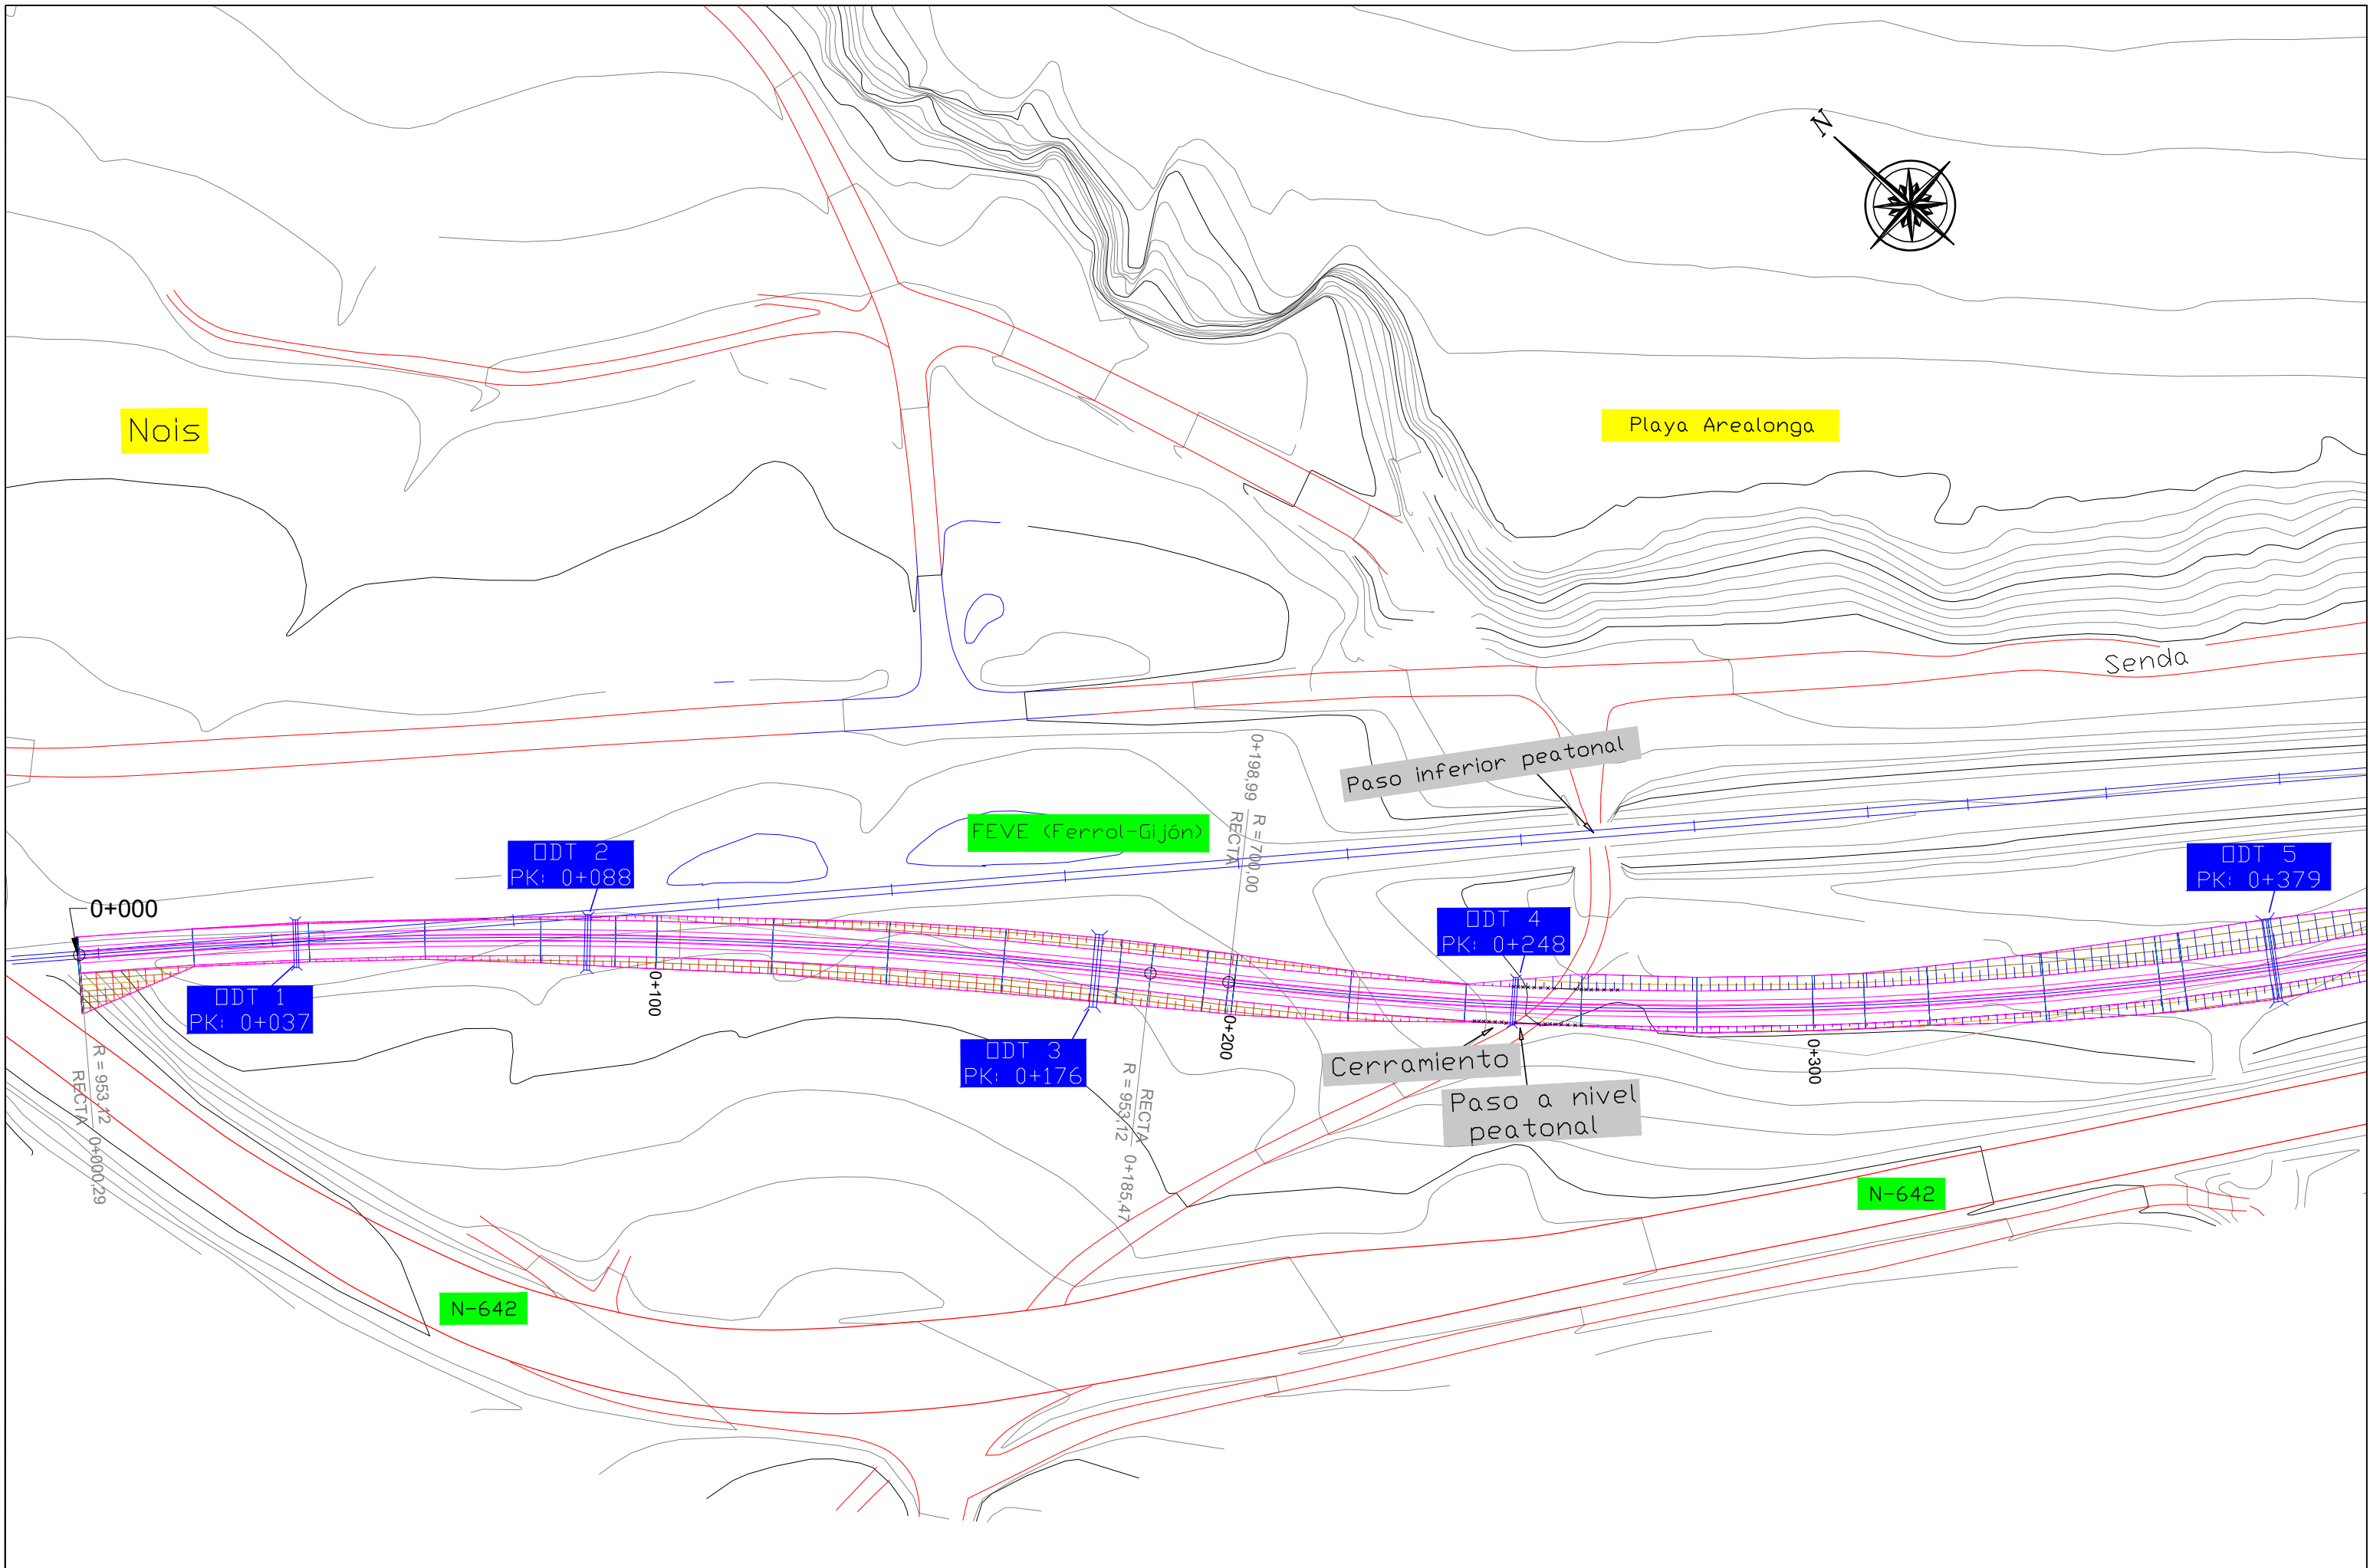 N
Nois
Playa Arealonga
Senda
Paso inferior peatonal
0+198,99 R = 700,00
RECTA
FEVE (Ferrol-Gijón)
ODT 2
PK: 0+088
ODT 5
PK: 0+379
0+000
ODT 4
PK: 0+248
ODT 1
PK: 0+037
0+100
0+200
0+300
ODT 3
PK: 0+176
Cerramiento
Paso a nivel
peatonal
R = 953,12 0+000,29
RECTA
RECTA
R = 953,12 0+185,47
N-642
N-642